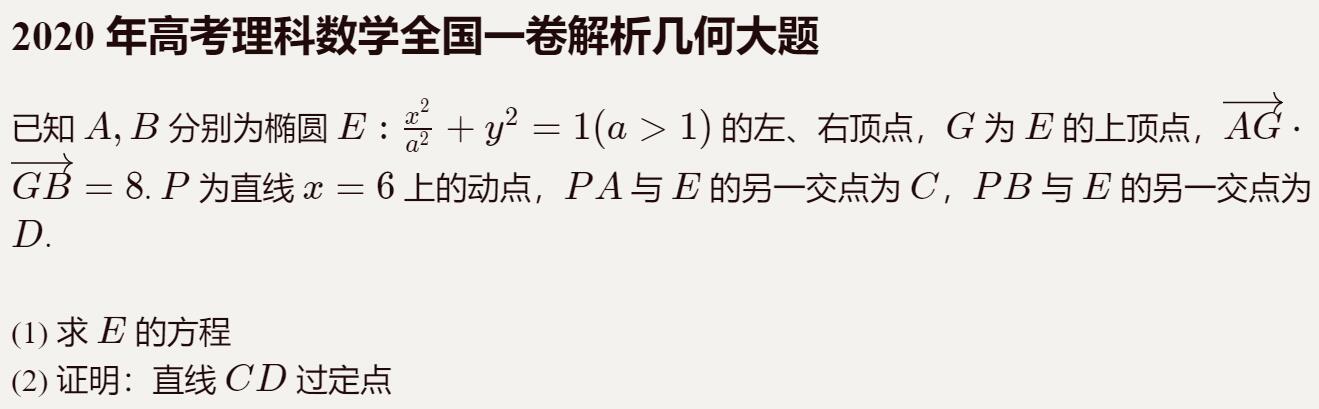 2020 年高考理科数学全国一卷解析几何大题
已知 $A, B$ 分别为椭圆 $E: \frac{x^2}{a^2} + y^2 = 1(a > 1)$ 的左、右顶点，$G$ 为 $E$ 的上顶点，$\overrightarrow{AG} \cdot$
$\overrightarrow{GB} = 8$. $P$ 为直线 $x = 6$ 上的动点，$PA$ 与 $E$ 的另一交点为 $C$，$PB$ 与 $E$ 的另一交点为
$D$.
(1) 求 $E$ 的方程
(2) 证明：直线 $CD$ 过定点